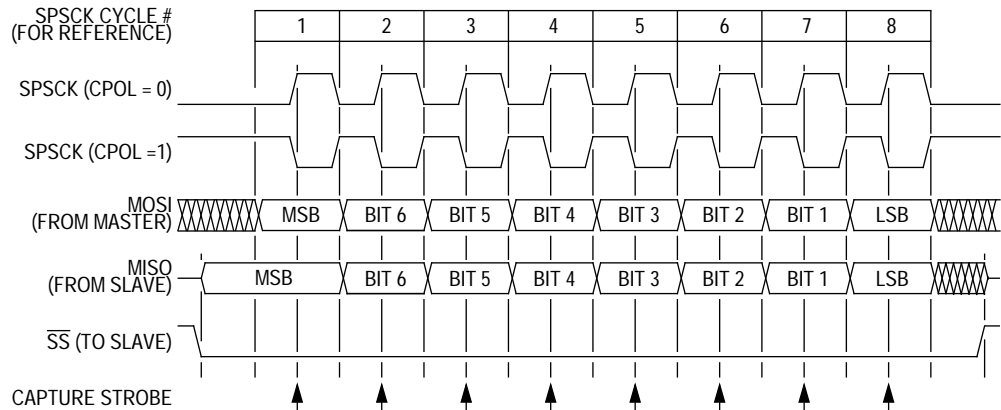 SPSCK CYCLE #
(FOR REFERENCE)
1 2 3 4 5 6 7 8
SPSCK (CPOL = 0)
SPSCK (CPOL =1)
MOSI
(FROM MASTER)
MSB BIT 6 BIT 5 BIT 4 BIT 3 BIT 2 BIT 1 LSB
MISO
(FROM SLAVE)
MSB BIT 6 BIT 5 BIT 4 BIT 3 BIT 2 BIT 1 LSB
SS (TO SLAVE)
CAPTURE STROBE